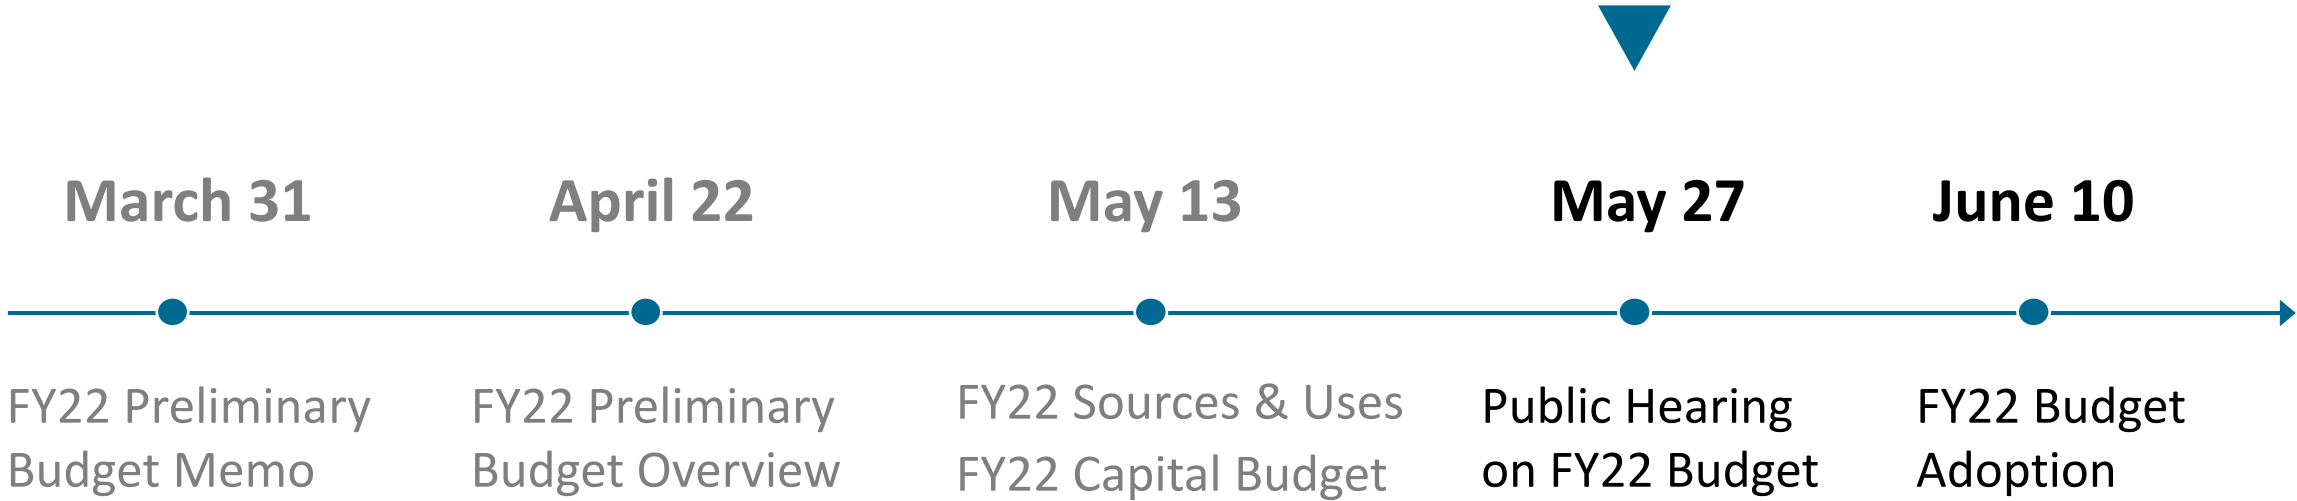 March 31
April 22
May 13
May 27
June 10
FY22 Preliminary
Budget Memo
FY22 Preliminary
Budget Overview
FY22 Sources & Uses
FY22 Capital Budget
Public Hearing
on FY22 Budget
FY22 Budget
Adoption